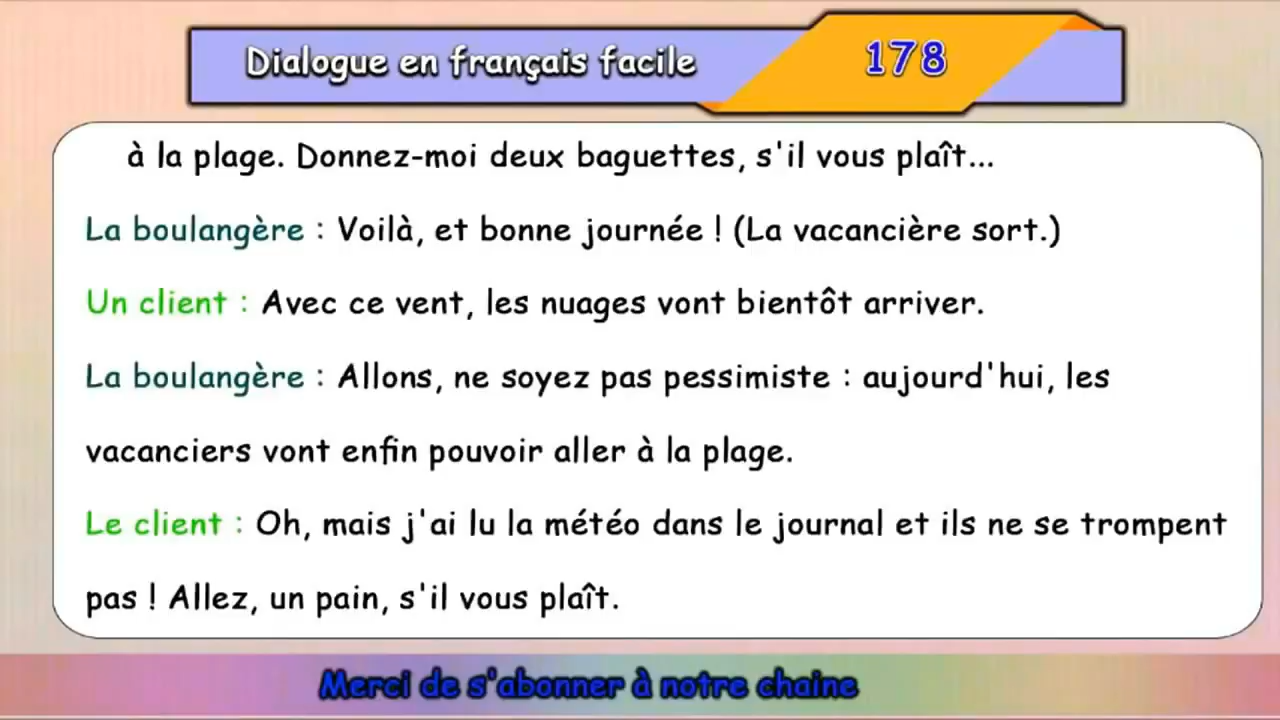 Dialogue en français facile 178
à la plage. Donnez-moi deux baguettes, s'il vous plaît...
La boulangère : Voilà, et bonne journée ! (La vacancière sort.)
Un client : Avec ce vent, les nuages vont bientôt arriver.
La boulangère : Allons, ne soyez pas pessimiste : aujourd'hui, les
vacanciers vont enfin pouvoir aller à la plage.
Le client : Oh, mais j'ai lu la météo dans le journal et ils ne se trompent
pas ! Allez, un pain, s'il vous plaît.
Merci de s'abonner à notre chaine